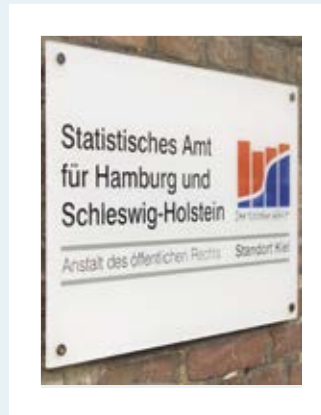 Statistisches Amt
für Hamburg und
Schleswig-Holstein
Anstalt des öffentlichen Rechts Standort Kiel